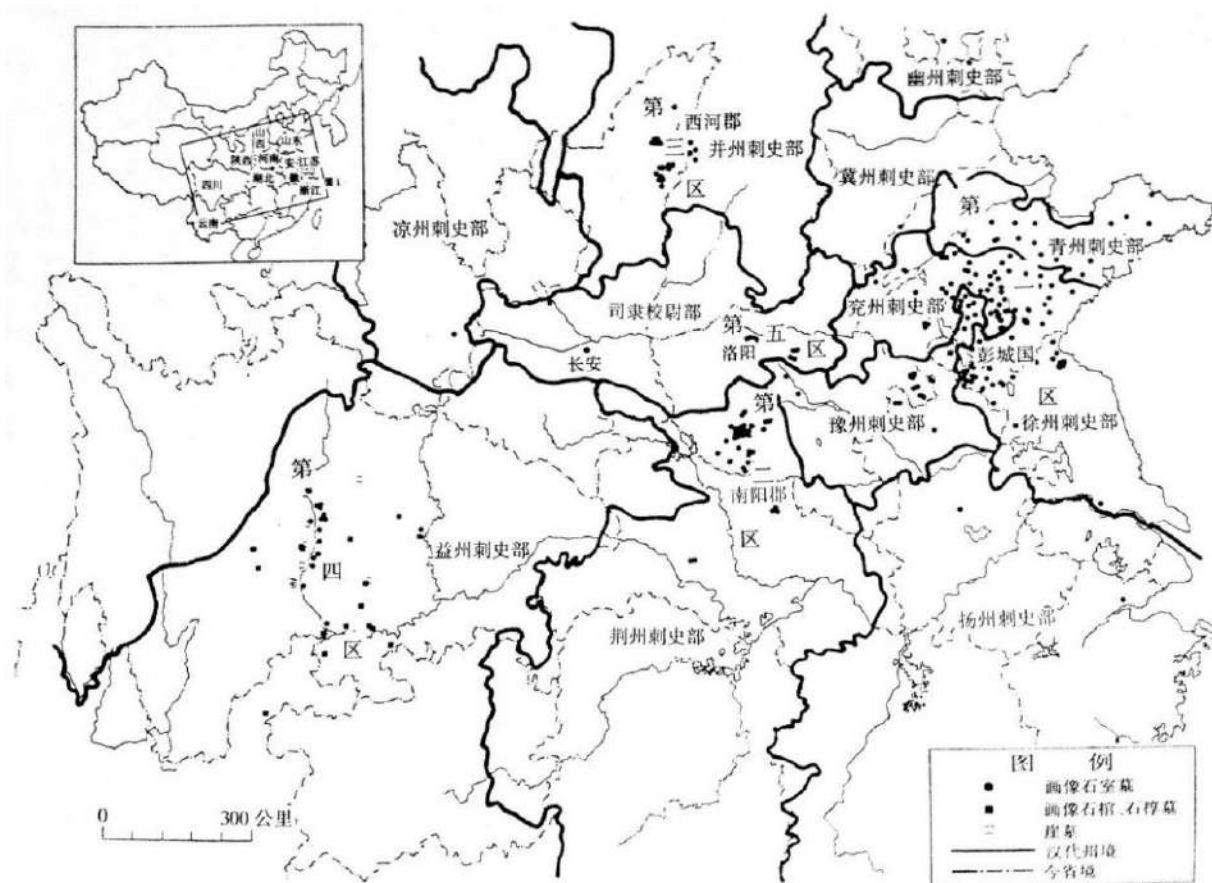 山西
山东
陕西
河南
安
江苏
徽
湖北
四川
浙江
云南
幽州刺史部
第
西河郡
三
并州刺史部
区
冀州刺史部
凉州刺史部
第
青州刺史部
一
区
兖州刺史部
司隶校尉部
第
五
区
洛阳
长安
彭城国
徐州刺史部
豫州刺史部
第
二
区
南阳郡
第
四
区
益州刺史部
荆州刺史部
扬州刺史部
0 300公里
图 例
画像石室墓
画像石棺、石椁墓
崖墓
汉代州境
今省境